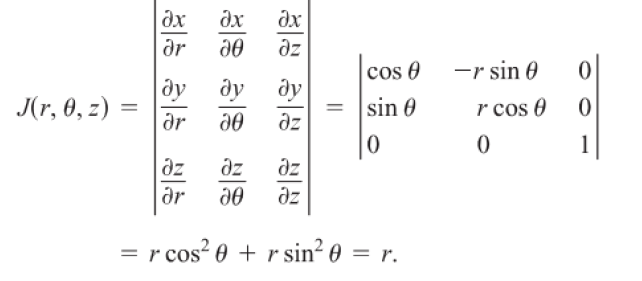 J(r, θ, z) = | ∂x/∂r ∂x/∂θ ∂x/∂z | = | cos θ −r sin θ 0 |
| ∂y/∂r ∂y/∂θ ∂y/∂z | | sin θ r cos θ 0 |
| ∂z/∂r ∂z/∂θ ∂z/∂z | | 0 0 1 |
= r cos² θ + r sin² θ = r.